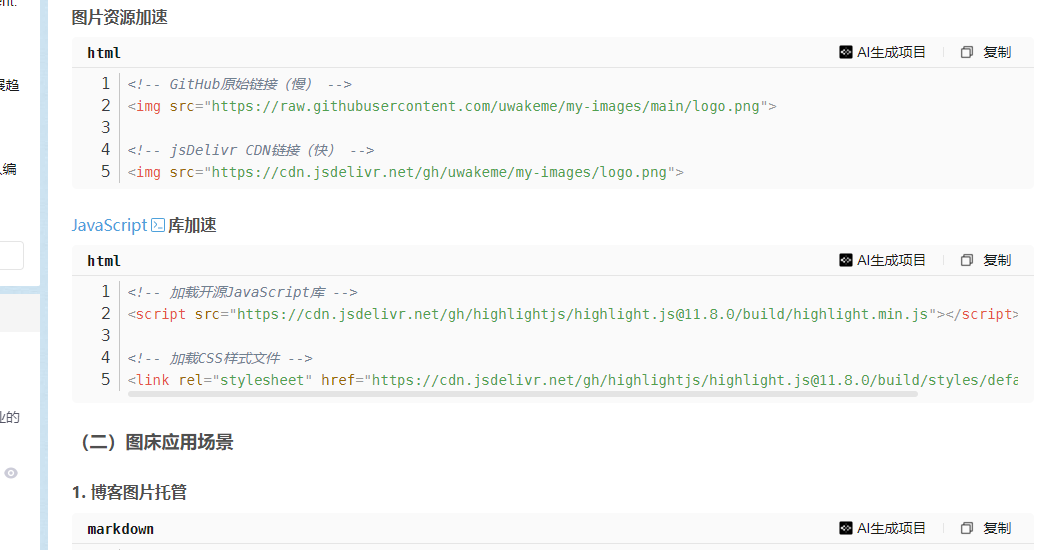 ent.
图片资源加速
html AI生成项目 复制
1 <!-- GitHub原始链接（慢） -->
2 <img src="https://raw.githubusercontent.com/uwakeme/my-images/main/logo.png">
3
4 <!-- jsDelivr CDN链接（快） -->
5 <img src="https://cdn.jsdelivr.net/gh/uwakeme/my-images/logo.png">
展趋
编
JavaScript 库加速
html AI生成项目 复制
1 <!-- 加载开源JavaScript库 -->
2 <script src="https://cdn.jsdelivr.net/gh/highlightjs/highlight.js@11.8.0/build/highlight.min.js"></script>
3
4 <!-- 加载CSS样式文件 -->
5 <link rel="stylesheet" href="https://cdn.jsdelivr.net/gh/highlightjs/highlight.js@11.8.0/build/styles/defa
业的
（二）图床应用场景
1. 博客图片托管
markdown AI生成项目 复制